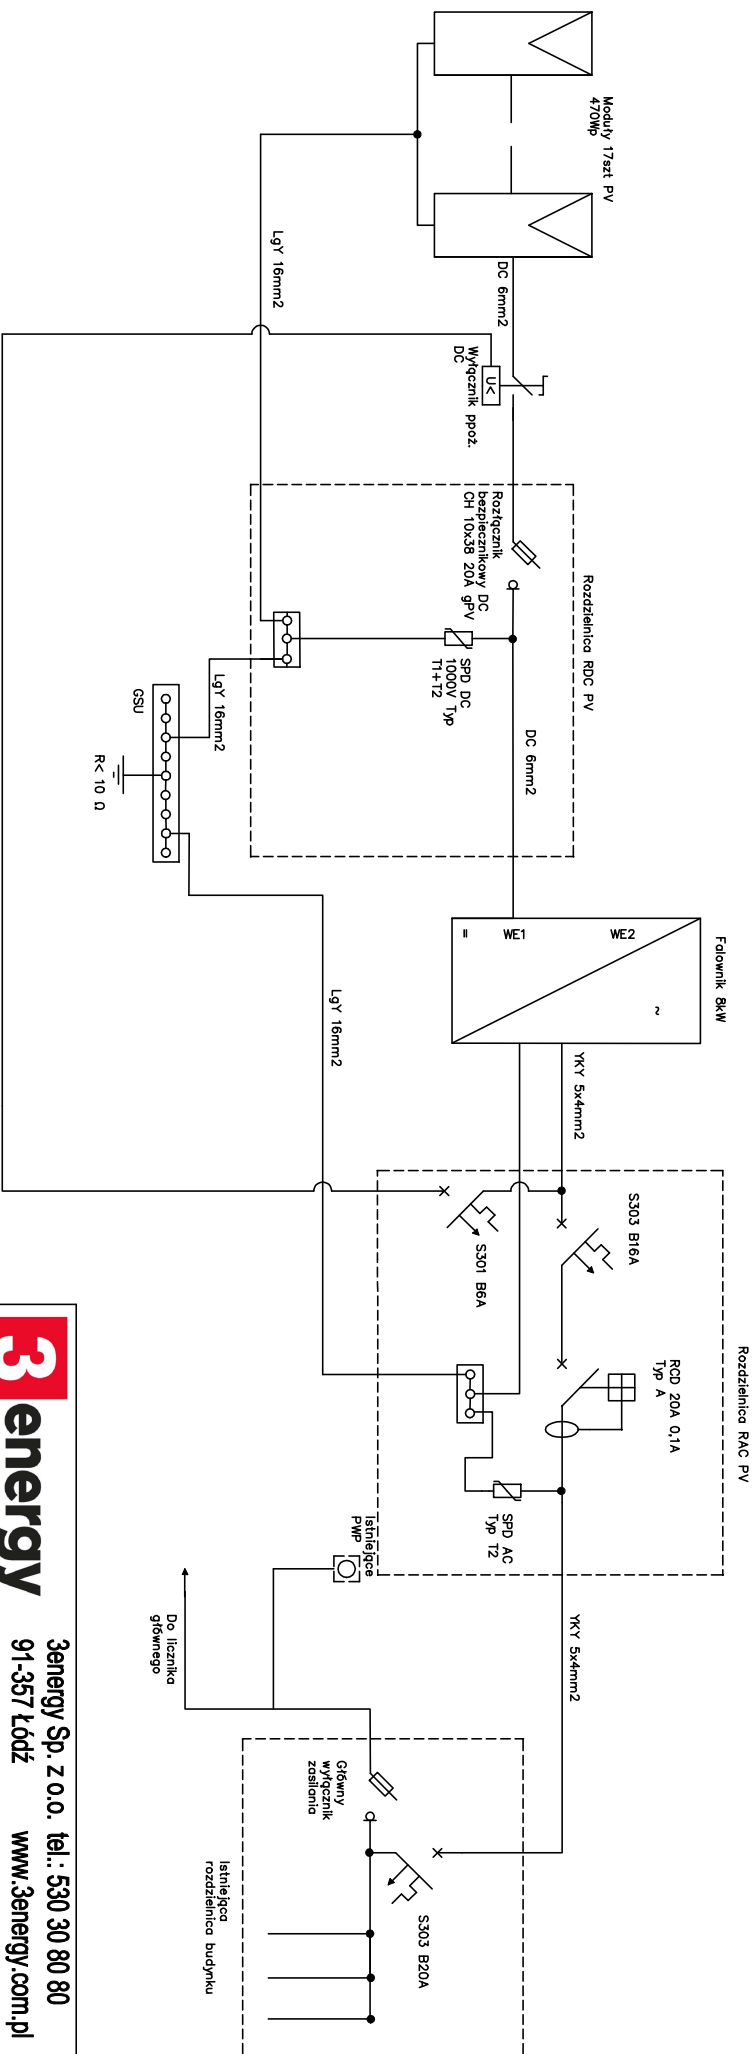 Moduły 17szt PV
470Wp
DC 6mm2
LgY 16mm2
U<
Wyłącznik ppoż.
DC
Rozdzielnica RDC PV
Rozłącznik
bezpiecznikowy DC
CH 10x38 20A gPV
SPD DC
1000V Typ
T1+T2
DC 6mm2
LgY 16mm2
GSU
R< 10 Ω
Falownik 8kW
WE2
WE1
=
~
LgY 16mm2
YKY 5x4mm2
Rozdzielnica RAC PV
S303 B16A
S301 B6A
RCD 20A 0,1A
Typ A
SPD AC
Typ T2
Istniejące
PWP
YKY 5x4mm2
Do licznika
głównego
Główny
wyłącznik
zasilania
S303 B20A
Istniejąca
rozdzielnica budynku
3energy
3energy Sp. z o.o. tel.: 530 30 80 80
91-357 Łódź www.3energy.com.pl